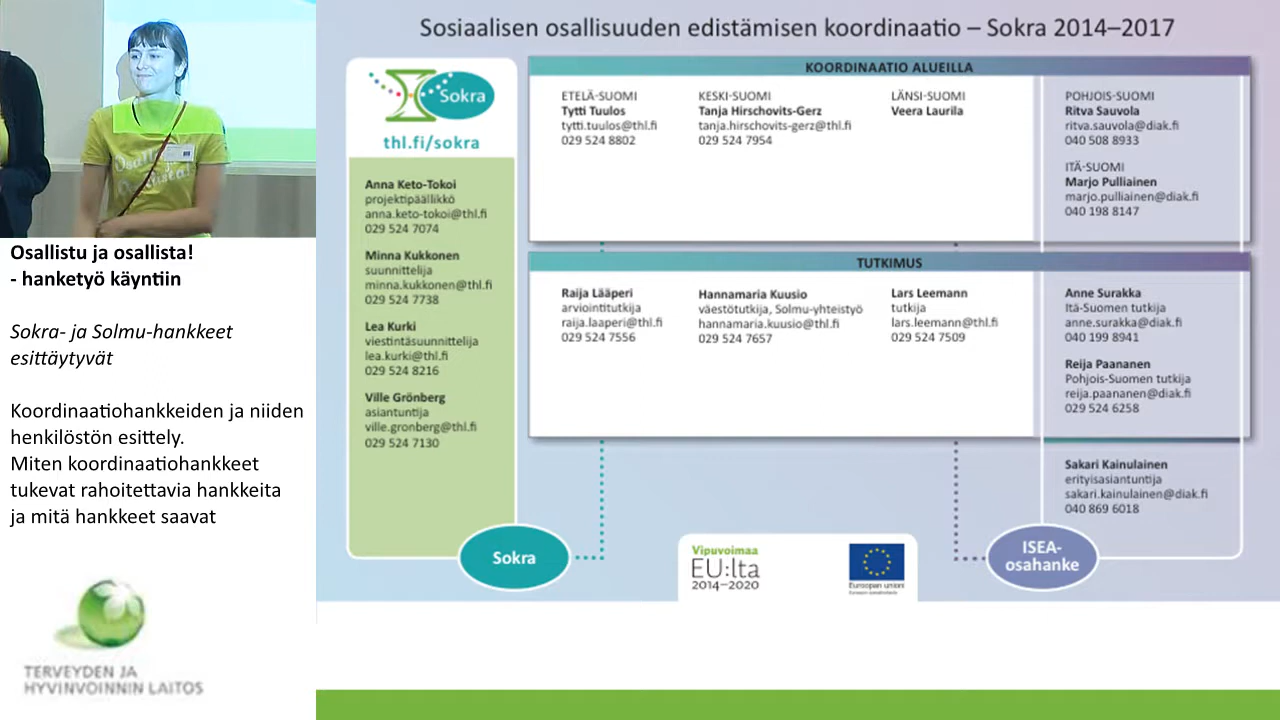 Osallistu
Osallista!
Osallistu ja osallista!
- hanketyö käyntiin
Sokra- ja Solmu-hankkeet
esittäytyvät
Koordinaatiohankkeiden ja niiden
henkilöstön esittely.
Miten koordinaatiohankkeet
tukevat rahoitettavia hankkeita
ja mitä hankkeet saavat
TERVEYDEN JA
HYVINVOINNIN LAITOS
Sosiaalisen osallisuuden edistämisen koordinaatio – Sokra 2014–2017
Sokra
thl.fi/sokra
Anna Keto-Tokoi
projektipäällikkö
anna.keto-tokoi@thl.fi
029 524 7074
Minna Kukkonen
suunnittelija
minna.kukkonen@thl.fi
029 524 7738
Lea Kurki
viestintäsuunnittelija
lea.kurki@thl.fi
029 524 8216
Ville Grönberg
asiantuntija
ville.gronberg@thl.fi
029 524 7130
Sokra
KOORDINAATIO ALUEILLA
ETELÄ-SUOMI
Tytti Tuulos
tytti.tuulos@thl.fi
029 524 8802
KESKI-SUOMI
Tanja Hirschovits-Gerz
tanja.hirschovits-gerz@thl.fi
029 524 7954
LÄNSI-SUOMI
Veera Laurila
POHJOIS-SUOMI
Ritva Sauvola
ritva.sauvola@diak.fi
040 508 8933
ITÄ-SUOMI
Marjo Pulliainen
marjo.pulliainen@diak.fi
040 198 8147
TUTKIMUS
Raija Lääperi
arviointitutkija
raija.laaperi@thl.fi
029 524 7556
Hannamaria Kuusio
väestötutkija, Solmu-yhteistyö
hannamaria.kuusio@thl.fi
029 524 7657
Lars Leemann
tutkija
lars.leemann@thl.fi
029 524 7509
Anne Surakka
Itä-Suomen tutkija
anne.surakka@diak.fi
040 199 8941
Reija Paananen
Pohjois-Suomen tutkija
reija.paananen@diak.fi
029 524 6258
Sakari Kainulainen
erityisasiantuntija
sakari.kainulainen@diak.fi
040 869 6018
ISEA-
osahanke
Vipuvoimaa
EU:lta
2014–2020
Euroopan unioni